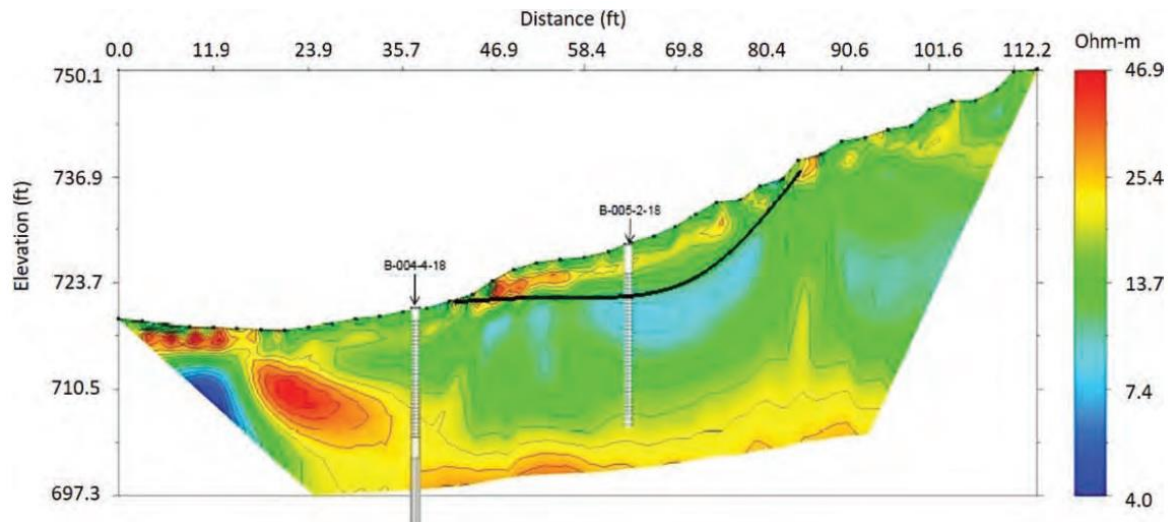 Distance (ft)
0.0 11.9 23.9 35.7 46.9 58.4 69.8 80.4 90.6 101.6 112.2
Ohm-m
750.1
46.9
736.9
25.4
B-005-2-18
Elevation (ft)
B-004-4-18
723.7
13.7
710.5
7.4
697.3
4.0